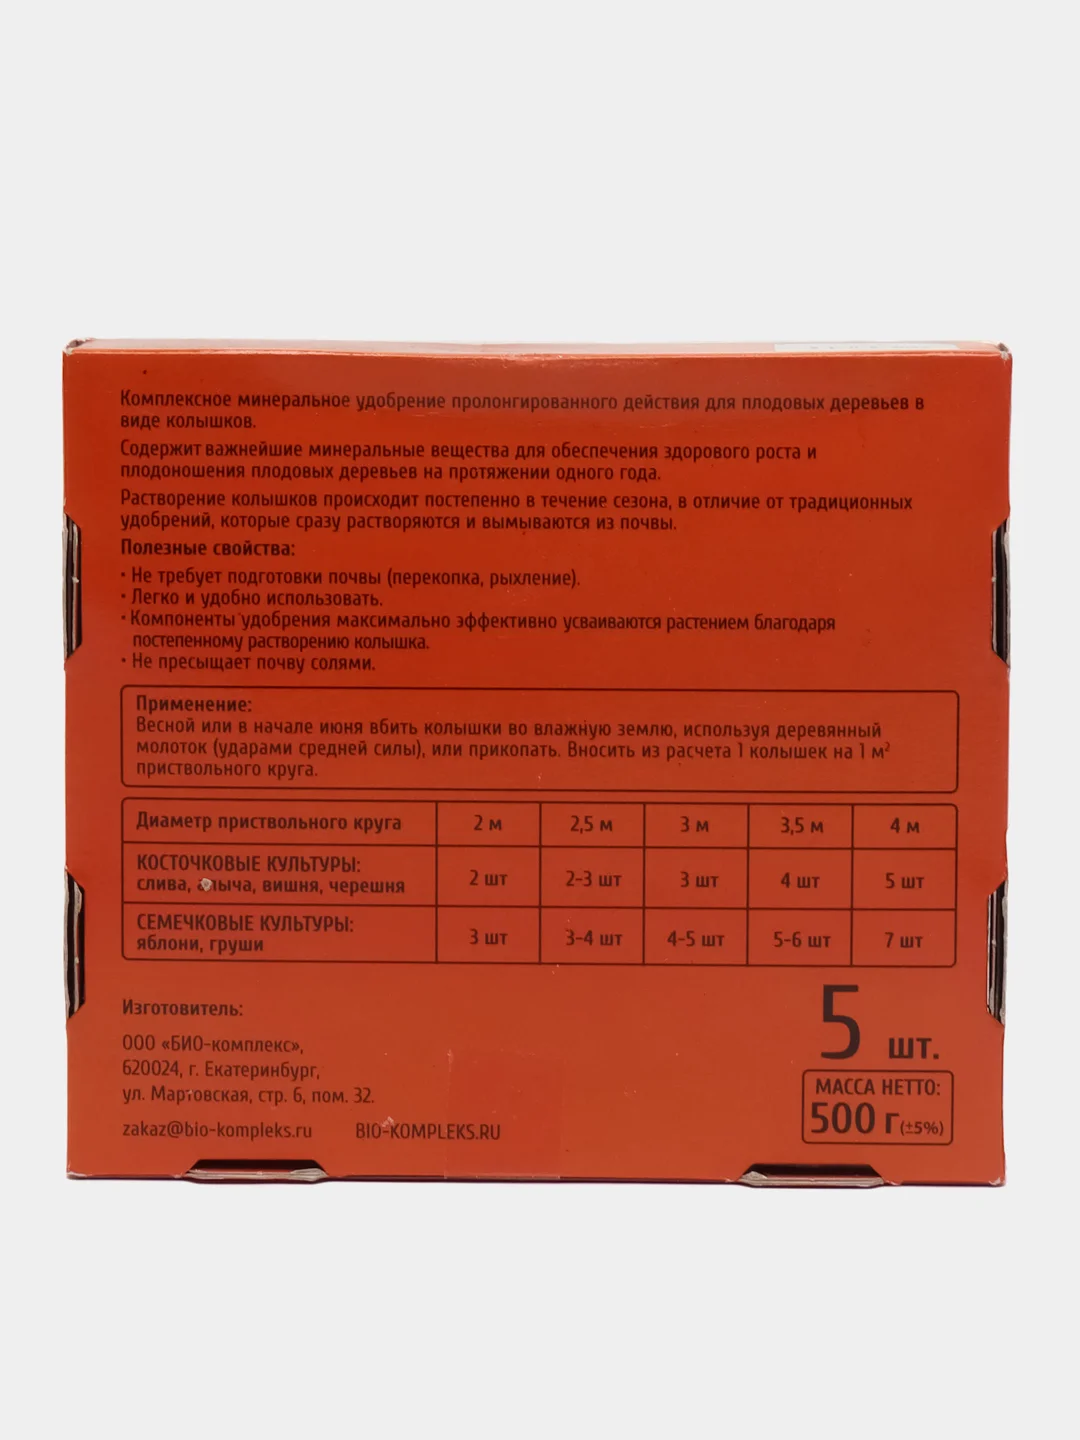 Комплексное минеральное удобрение пролонгированного действия для плодовых деревьев в
виде колышков.
Содержит важнейшие минеральные вещества для обеспечения здорового роста и
плодоношения плодовых деревьев на протяжении одного года.
Растворение колышков происходит постепенно в течение сезона, в отличие от традиционных
удобрений, которые сразу растворяются и вымываются из почвы.
Полезные свойства:
· Не требует подготовки почвы (перекопка, рыхление).
· Легко и удобно использовать.
· Компоненты удобрения максимально эффективно усваиваются растением благодаря
постепенному растворению колышка.
· Не пресыщает почву солями.
Применение:
Весной или в начале июня вбить колышки во влажную землю, используя деревянный
молоток (ударами средней силы), или прикопать. Вносить из расчета 1 колышек на 1 м²
приствольного круга.
Диаметр приствольного круга 2 м 2,5 м 3 м 3,5 м 4 м
КОСТОЧКОВЫЕ КУЛЬТУРЫ:
слива, алыча, вишня, черешня 2 шт 2-3 шт 3 шт 4 шт 5 шт
СЕМЕЧКОВЫЕ КУЛЬТУРЫ:
яблони, груши 3 шт 3-4 шт 4-5 шт 5-6 шт 7 шт
Изготовитель:
ООО «БИО-комплекс»,
620024, г. Екатеринбург,
ул. Мартовская, стр. 6, пом. 32.
zakaz@bio-kompleks.ru BIO-KOMPLEKS.RU
5 шт.
МАССА НЕТТО:
500 г (±5%)